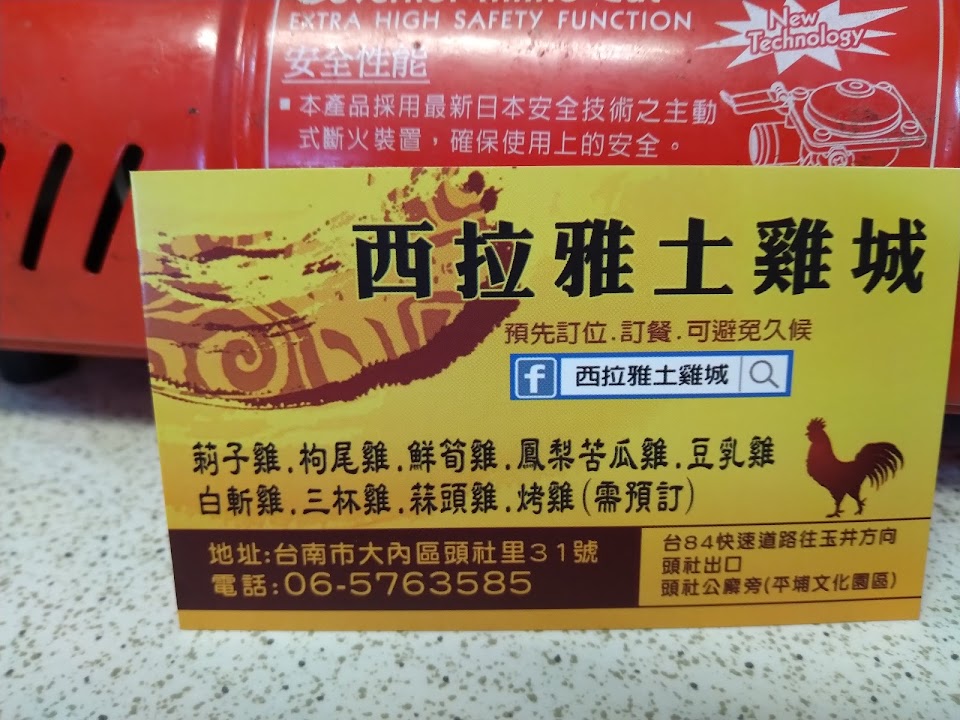 EXTRA HIGH SAFETY FUNCTION
New
Technology
安全性能
▪本產品採用最新日本安全技術之主動
式斷火裝置，確保使用上的安全。
西拉雅土雞城
預先訂位.訂餐.可避免久候
f 西拉雅土雞城
莿子雞.枸尾雞.鮮筍雞.鳳梨苦瓜雞.豆乳雞
白斬雞.三杯雞.蒜頭雞.烤雞(需預訂)
地址:台南市大內區頭社里31號
電話:06-5763585
台84快速道路往玉井方向
頭社出口
頭社公廨旁(平埔文化園區)